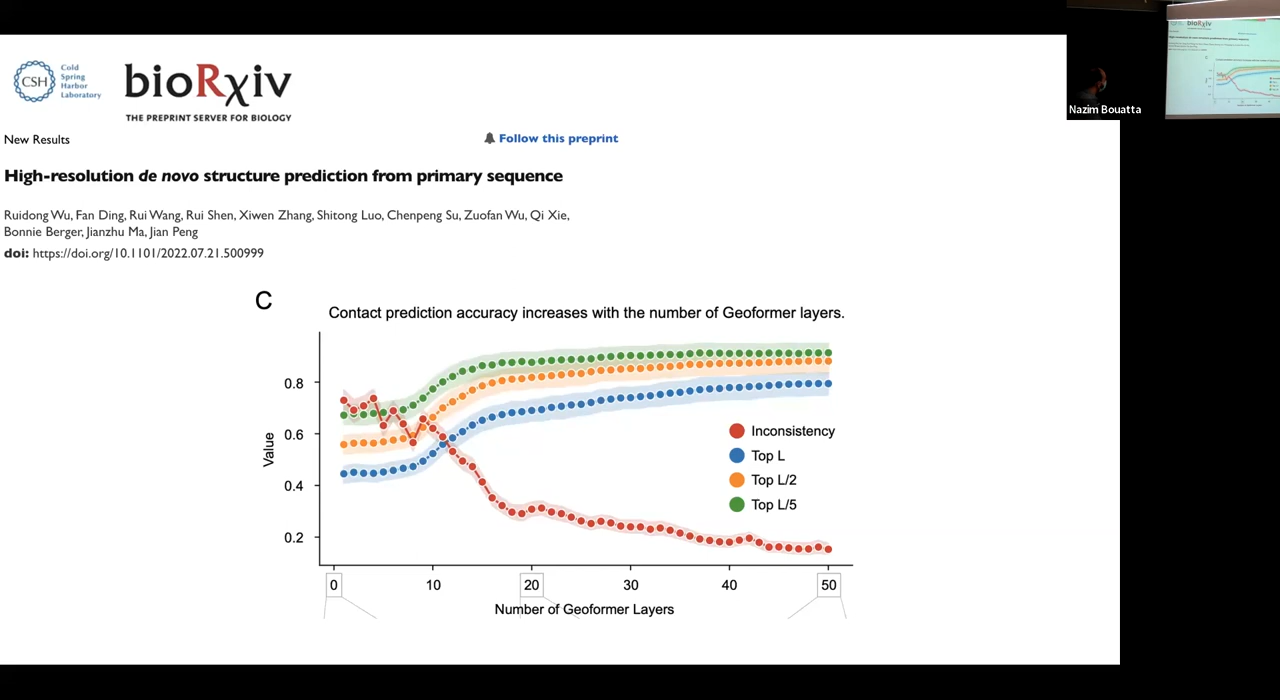 CSH
Cold
Spring
Harbor
Laboratory
bioRχiv
THE PREPRINT SERVER FOR BIOLOGY
New Results
Follow this preprint
High-resolution de novo structure prediction from primary sequence
Ruidong Wu, Fan Ding, Rui Wang, Rui Shen, Xiwen Zhang, Shitong Luo, Chenpeng Su, Zuofan Wu, Qi Xie,
Bonnie Berger, Jianzhu Ma, Jian Peng
doi: https://doi.org/10.1101/2022.07.21.500999
C
Contact prediction accuracy increases with the number of Geoformer layers.
Value
0.8
0.6
0.4
0.2
Inconsistency
Top L
Top L/2
Top L/5
0 10 20 30 40 50
Number of Geoformer Layers
Nazim Bouatta
bioRxiv